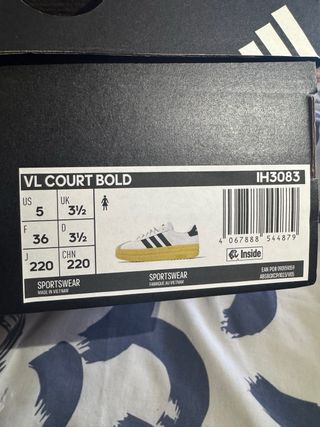 VL COURT BOLD IH3083
US 5 UK 3½
F 36 D 3½
J 220 CHN 220
4 067888 544879
Inside
SPORTSWEAR
MADE IN VIETNAM
SPORTSWEAR
FABRIQUÉ AU VIETNAM